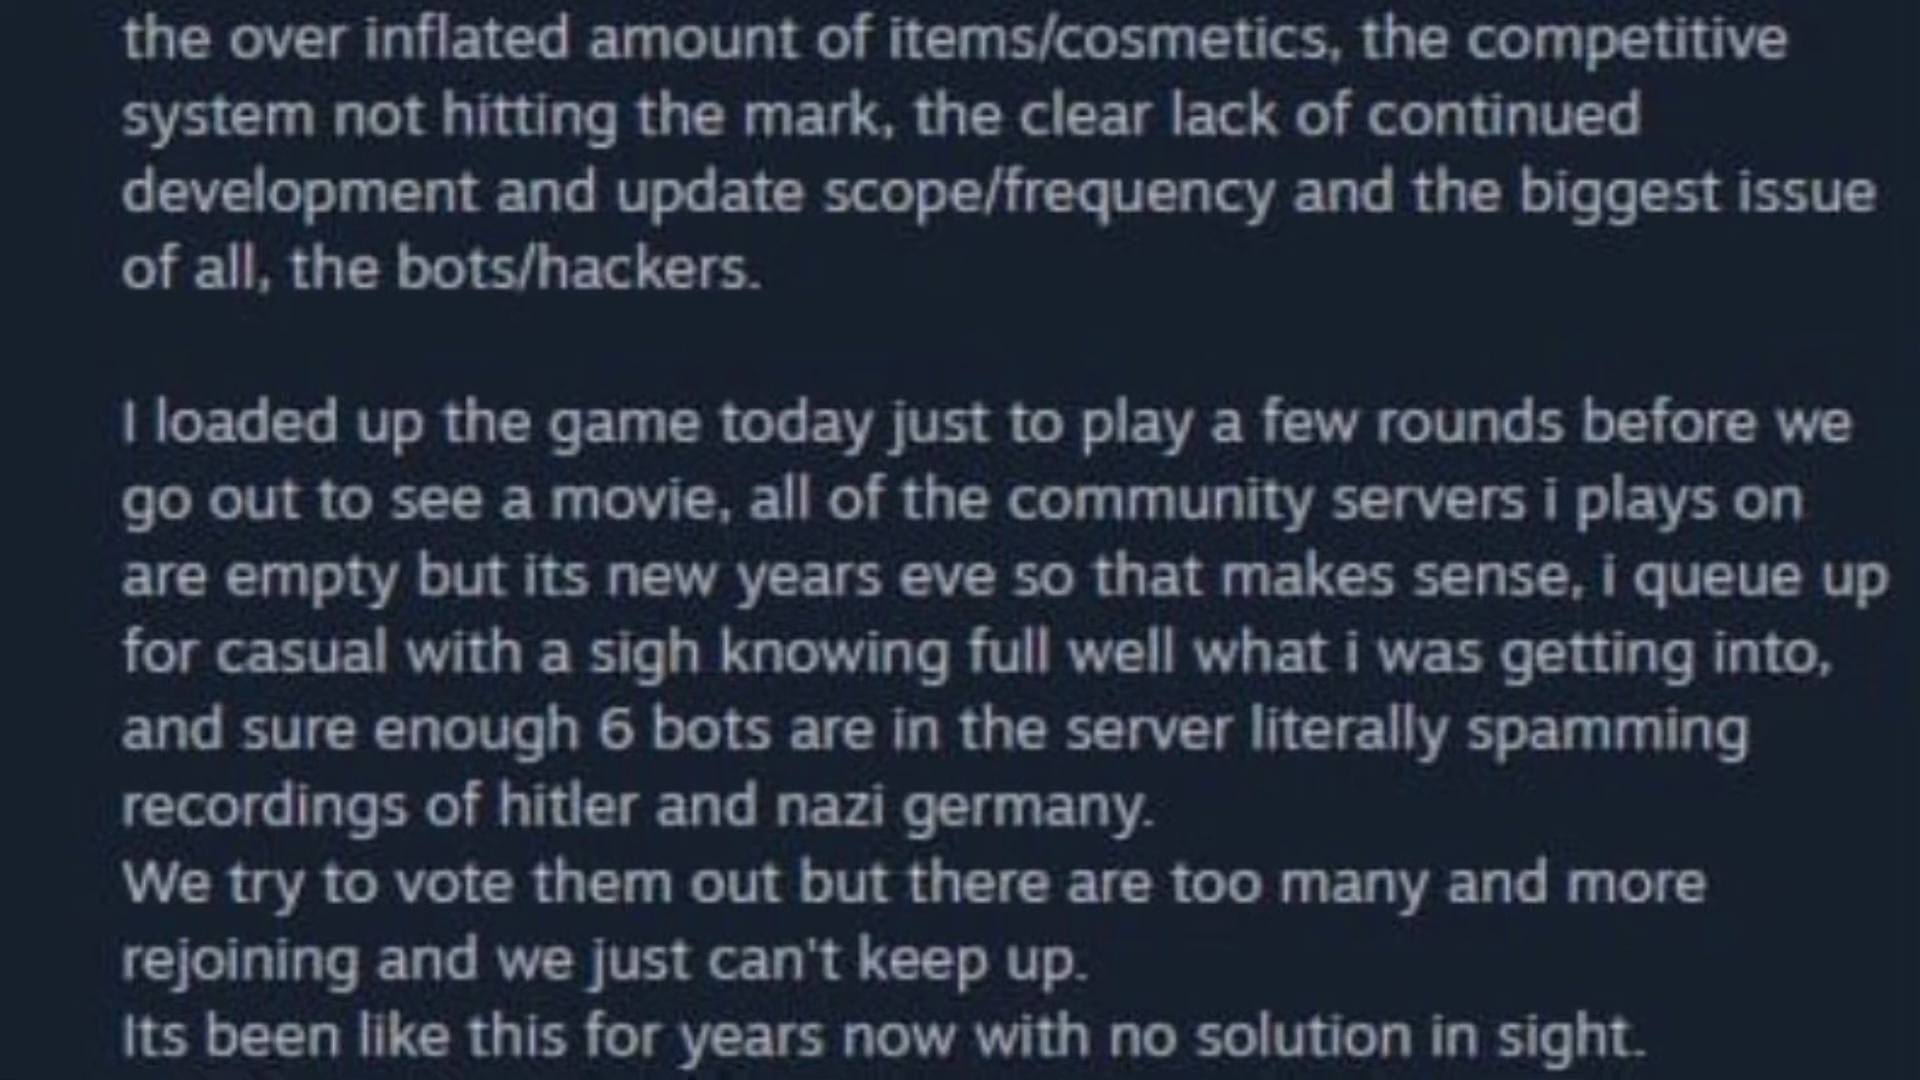 the over inflated amount of items/cosmetics, the competitive
system not hitting the mark, the clear lack of continued
development and update scope/frequency and the biggest issue
of all, the bots/hackers.
I loaded up the game today just to play a few rounds before we
go out to see a movie, all of the community servers i plays on
are empty but its new years eve so that makes sense, i queue up
for casual with a sigh knowing full well what i was getting into,
and sure enough 6 bots are in the server literally spamming
recordings of hitler and nazi germany.
We try to vote them out but there are too many and more
rejoining and we just can't keep up.
Its been like this for years now with no solution in sight.